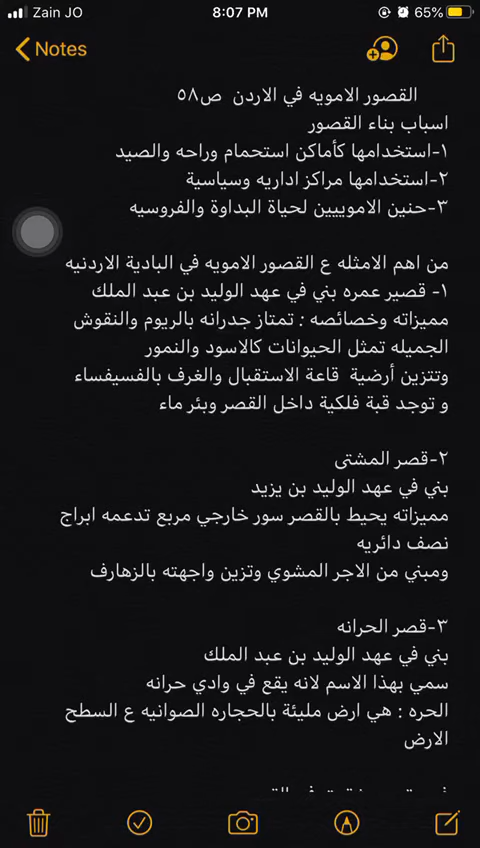 Zain JO
8:07 PM
65%
Notes
القصور الامويه في الاردن ص٥٨
اسباب بناء القصور
١-استخدامها كأماكن استحمام وراحه والصيد
٢-استخدامها مراكز اداريه وسياسية
٣-حنين الامويييين لحياة البداوة والفروسيه
من اهم الامثله ع القصور الامويه في البادية الاردنيه
١- قصير عمره بني في عهد الوليد بن عبد الملك
مميزاته وخصائصه : تمتاز جدرانه بالريوم والنقوش
الجميله تمثل الحيوانات كالاسود والنمور
وتتزين أرضية قاعة الاستقبال والغرف بالفسيفساء
و توجد قبة فلكية داخل القصر وبئر ماء
٢-قصر المشتى
بني في عهد الوليد بن يزيد
مميزاته يحيط بالقصر سور خارجي مربع تدعمه ابراج
نصف دائريه
ومبني من الاجر المشوي وتزين واجهته بالزهارف
٣-قصر الحرانه
بني في عهد الوليد بن عبد الملك
سمي بهذا الاسم لانه يقع في وادي حرانه
الحره : هي ارض مليئة بالحجاره الصوانيه ع السطح
الارض